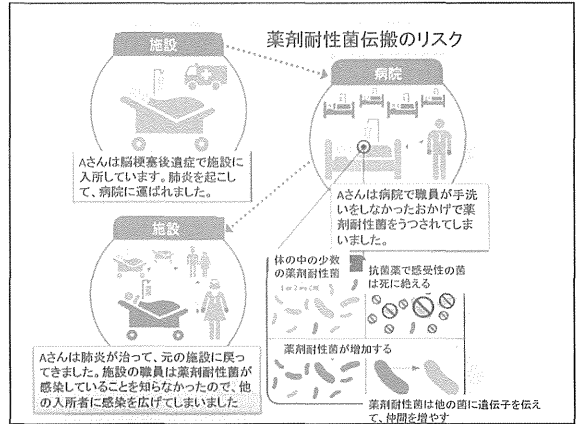 薬剤耐性菌伝搬のリスク
施設
Aさんは脳梗塞後遺症で施設に
入所しています。肺炎を起こし
て、病院に運ばれました。
病院
Aさんは病院で職員が手洗
いをしなかったおかげで薬
剤耐性菌をうつされてしま
いました。
施設
Aさんは肺炎が治って、元の施設に戻っ
てきました。施設の職員は薬剤耐性菌が
感染していることを知らなかったので、他
の入所者に感染を広げてしまいました
体の中の少数
の薬剤耐性菌
抗菌薬で感受性の菌
は死に絶える
薬剤耐性菌が増加する
薬剤耐性菌は他の菌に遺伝子を伝え
て、仲間を増やす